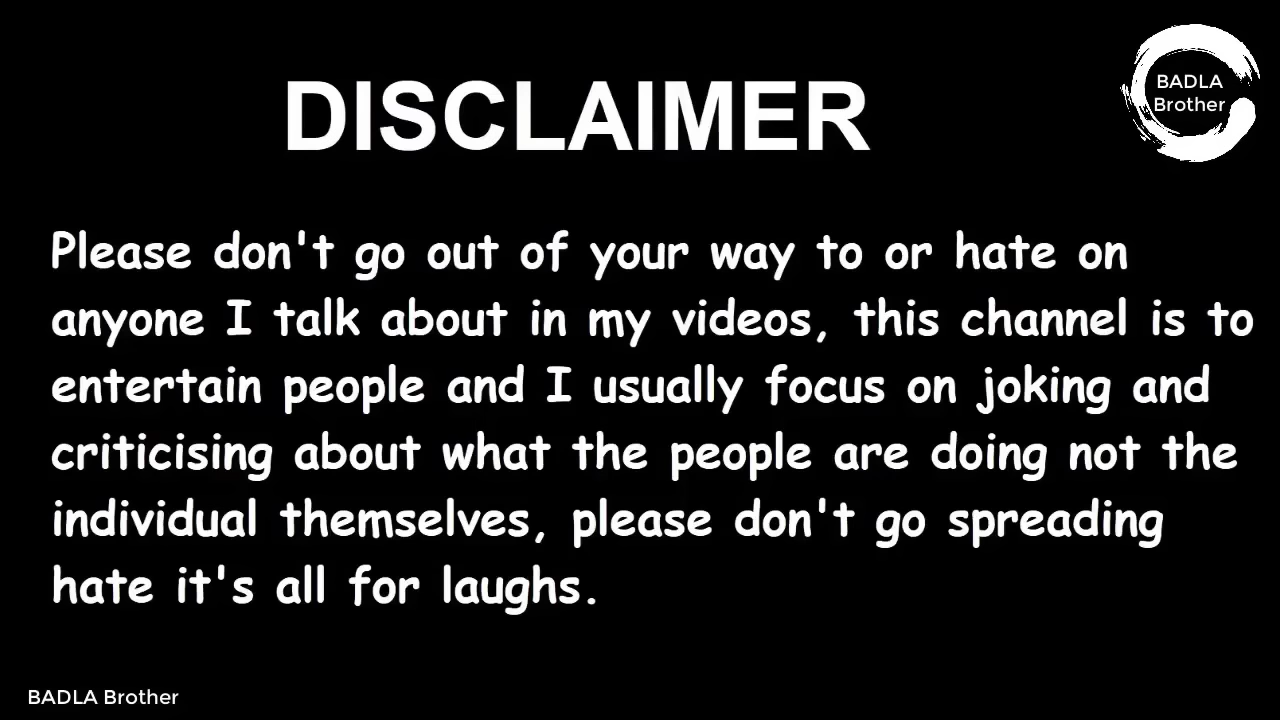 BADLA
Brother
DISCLAIMER
Please don't go out of your way to or hate on
anyone I talk about in my videos, this channel is to
entertain people and I usually focus on joking and
criticising about what the people are doing not the
individual themselves, please don't go spreading
hate it's all for laughs.
BADLA Brother